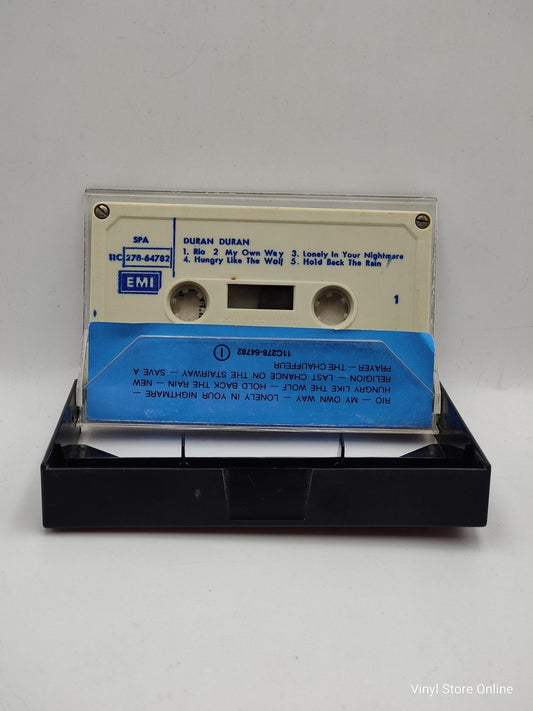 SPA
11C 278-64782
EMI
DURAN DURAN
1. Rio 2 My Own Way 3. Lonely In Your Nightmare
4. Hungry Like The Wolf 5. Hold Back The Rain
1
RIO — MY OWN WAY — LONELY IN YOUR NIGHTMARE —
HUNGRY LIKE THE WOLF — HOLD BACK THE RAIN — NEW
RELIGION — LAST CHANCE ON THE STAIRWAY — SAVE A
PRAYER — THE CHAUFFEUR
11C278-64782 I
Vinyl Store Online